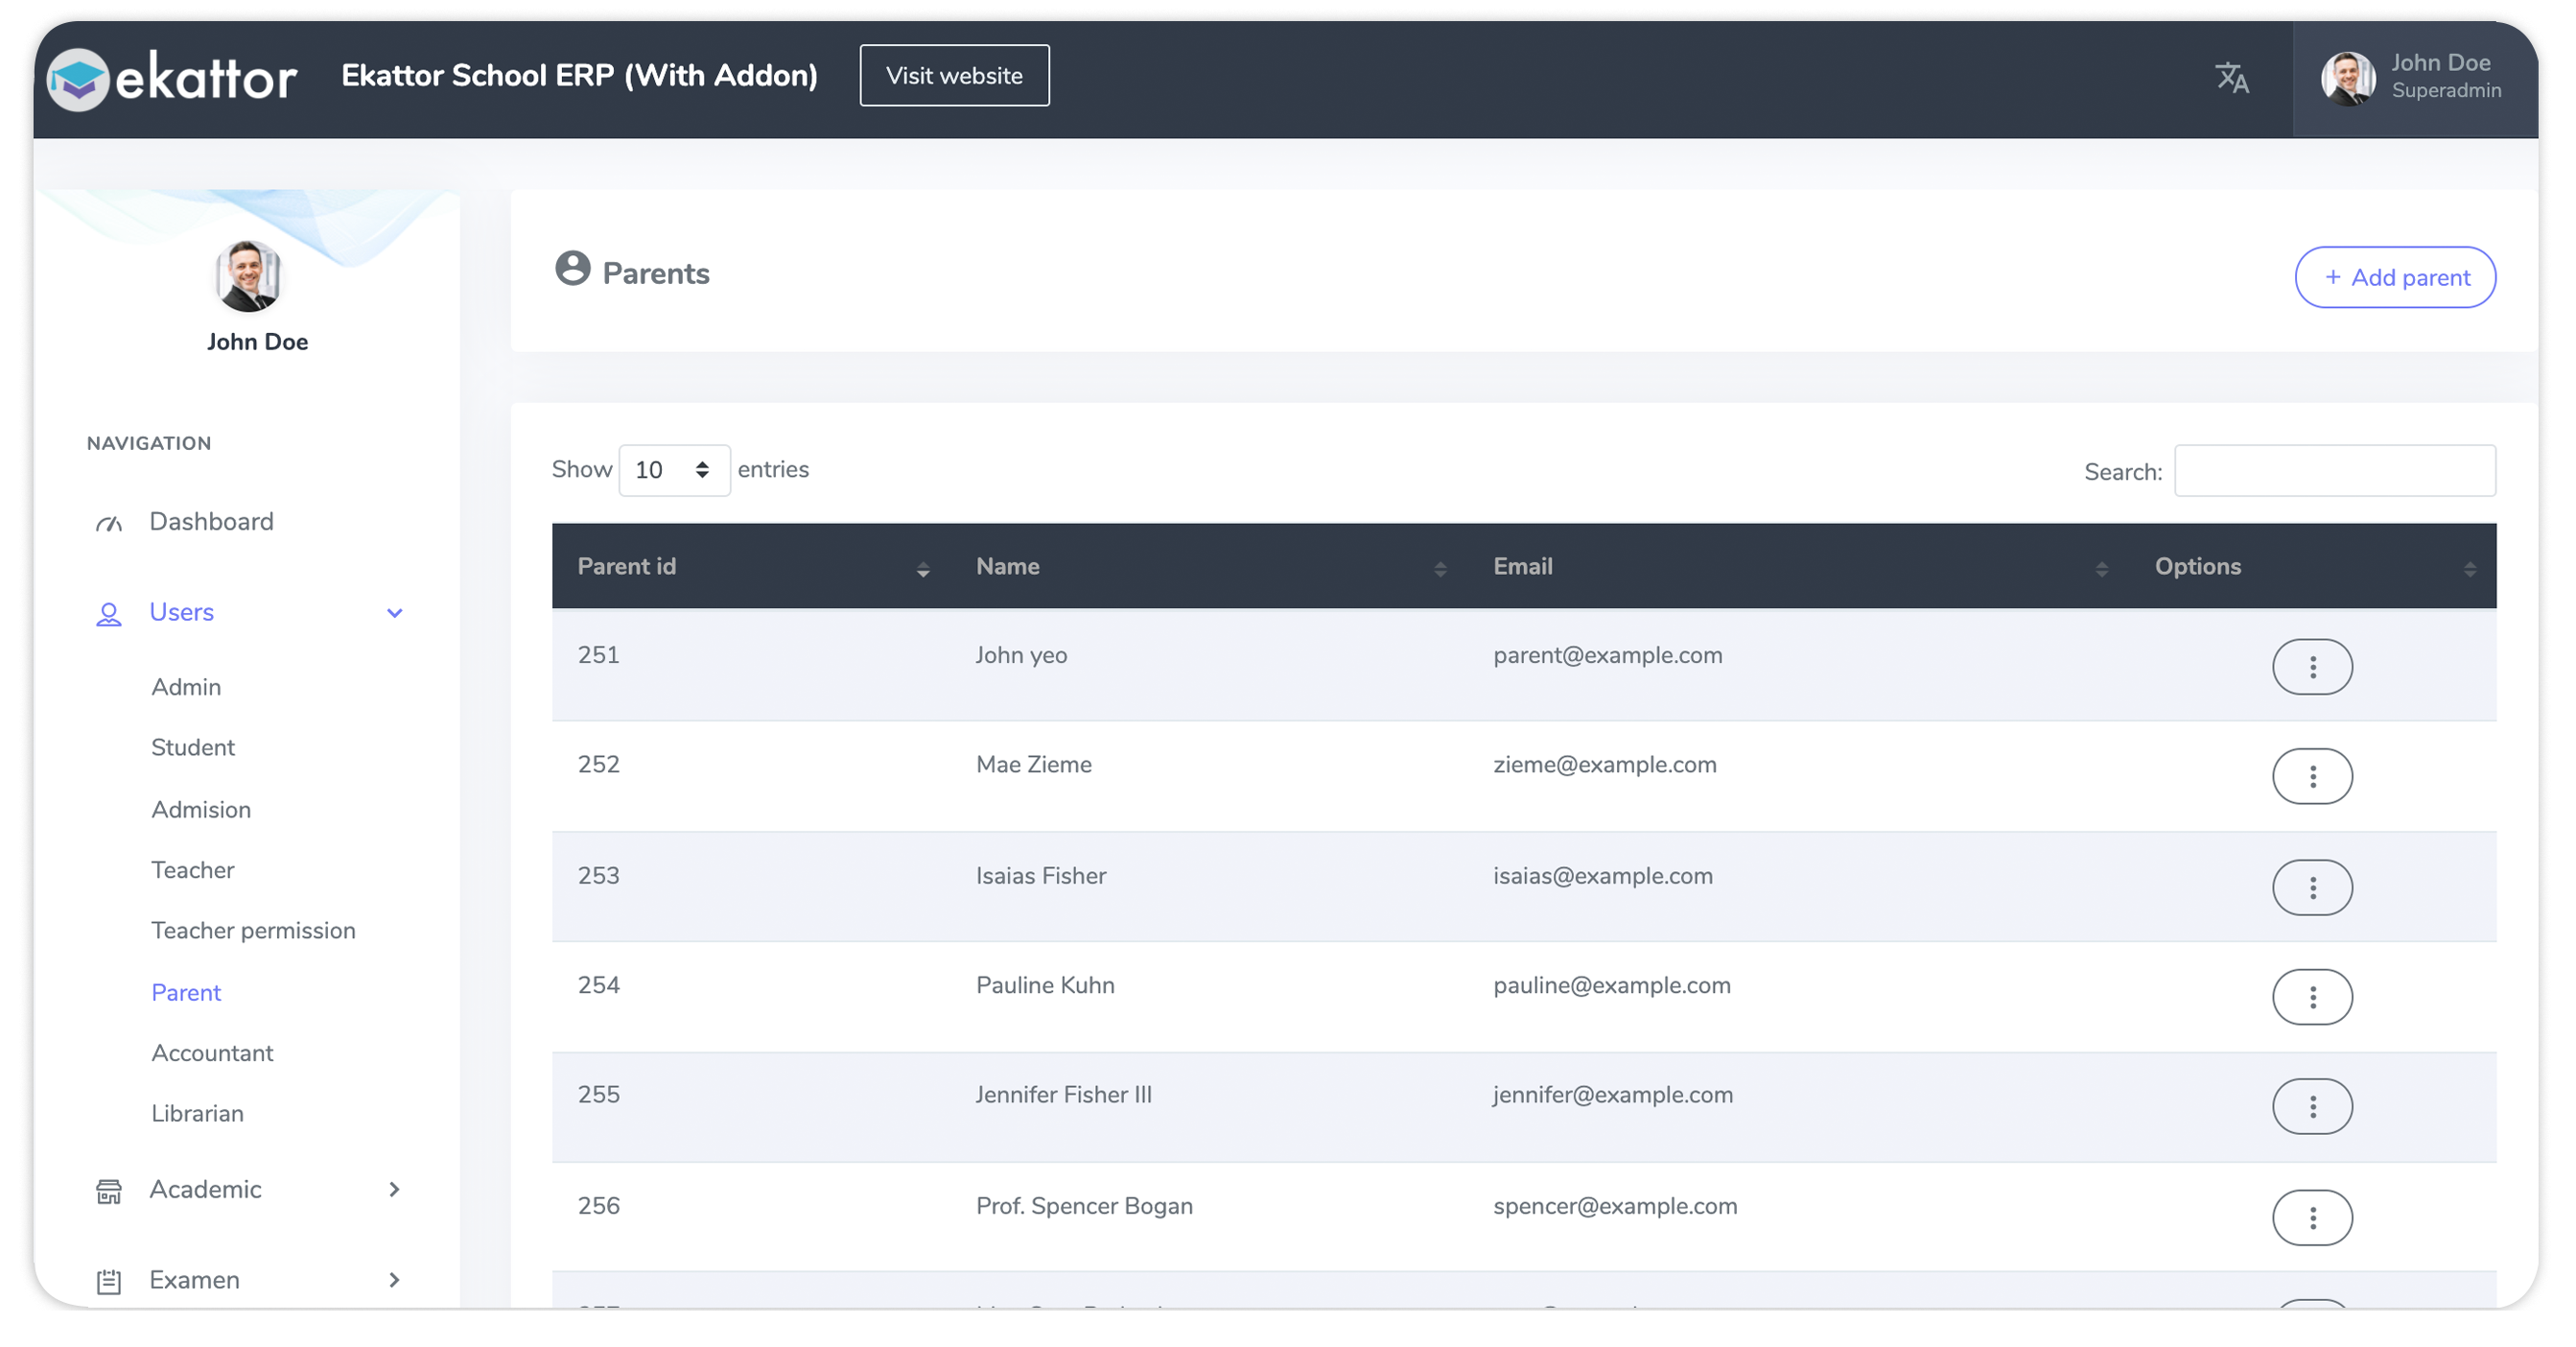 ekattor Ekattor School ERP (With Addon) Visit website
John Doe
Superadmin
John Doe
NAVIGATION
Dashboard
Users
Admin
Student
Admision
Teacher
Teacher permission
Parent
Accountant
Librarian
Academic
Examen
Parents
+ Add parent
Show 10 entries
Search:
Parent id Name Email Options
251 John yeo parent@example.com
252 Mae Zieme zieme@example.com
253 Isaias Fisher isaias@example.com
254 Pauline Kuhn pauline@example.com
255 Jennifer Fisher III jennifer@example.com
256 Prof. Spencer Bogan spencer@example.com